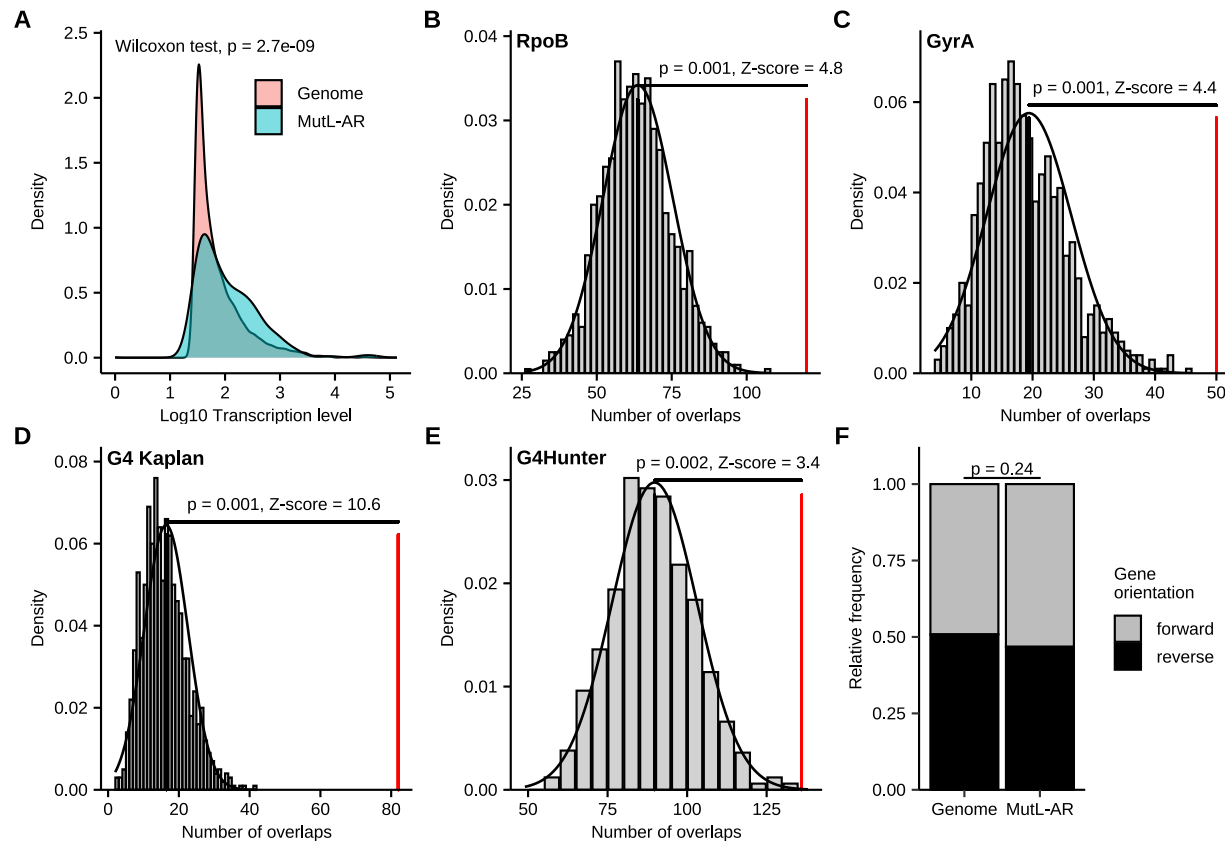 A
Wilcoxon test, p = 2.7e-09
Genome
MutL-AR
2.5
2.0
1.5
1.0
0.5
0.0
Density
0
1
2
3
4
5
Log10 Transcription level
B
RpoB
p = 0.001, Z-score = 4.8
0.04
0.03
0.02
0.01
0.00
Density
25
50
75
100
Number of overlaps
C
GyrA
p = 0.001, Z-score = 4.4
0.06
0.04
0.02
0.00
Density
10
20
30
40
50
Number of overlaps
D
G4 Kaplan
p = 0.001, Z-score = 10.6
0.08
0.06
0.04
0.02
0.00
Density
0
20
40
60
80
Number of overlaps
E
G4Hunter
p = 0.002, Z-score = 3.4
0.03
0.02
0.01
0.00
Density
50
75
100
125
Number of overlaps
F
p = 0.24
1.00
0.75
0.50
0.25
0.00
Relative frequency
Genome
MutL-AR
Gene
orientation
forward
reverse